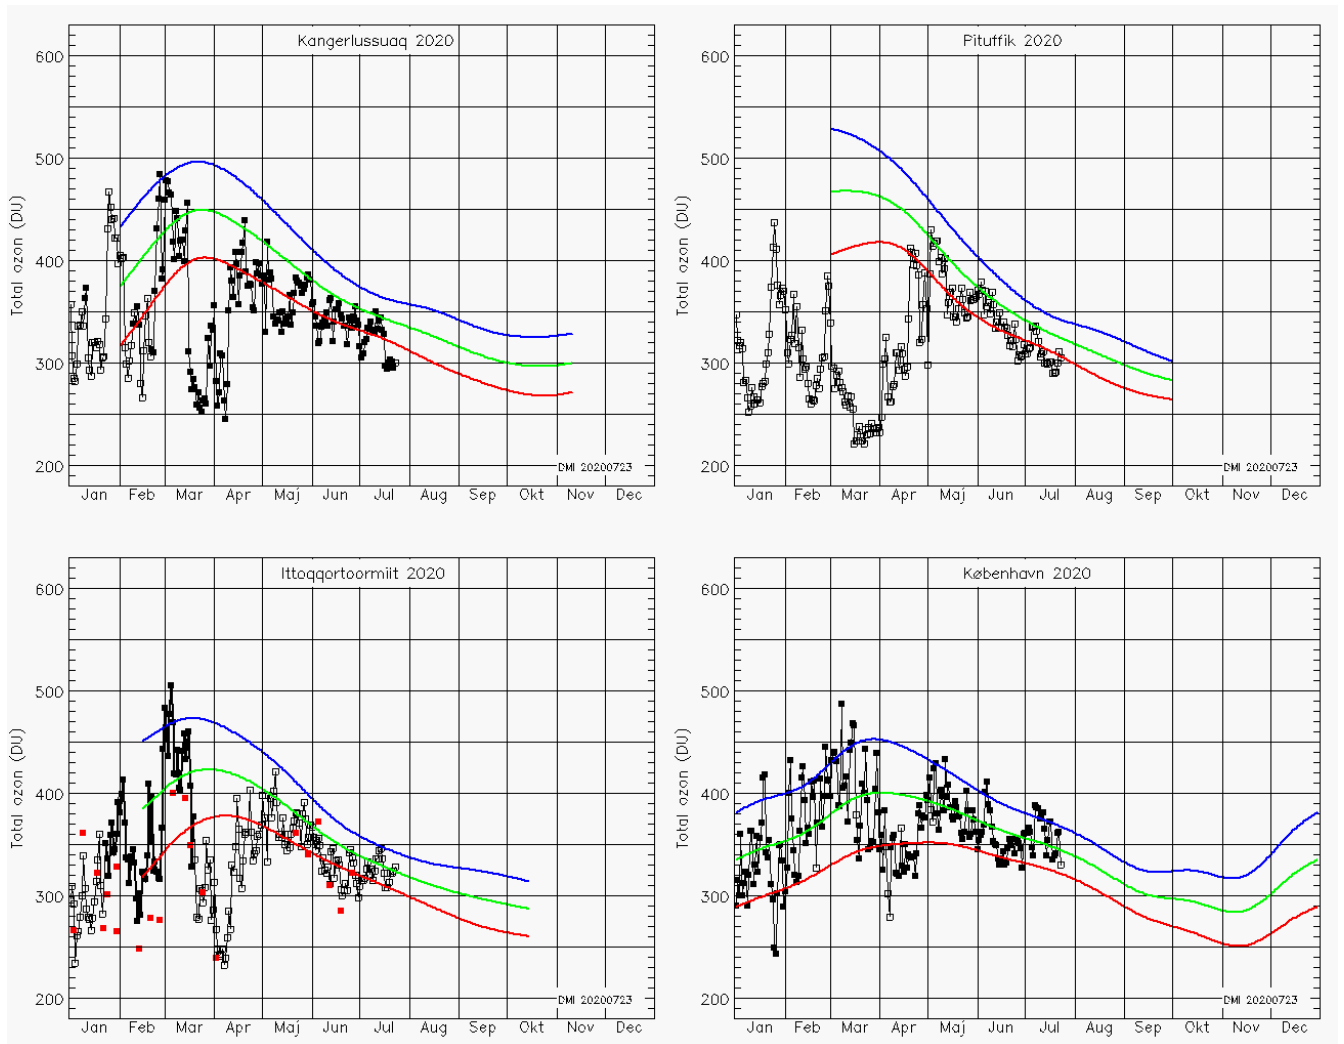 Kangerlussuaq 2020
600
500
400
300
200
Total ozon (DU)
DMI 20200723
Jan Feb Mar Apr Maj Jun Jul Aug Sep Okt Nov Dec
Pituffik 2020
600
500
400
300
200
Total ozon (DU)
DMI 20200723
Jan Feb Mar Apr Maj Jun Jul Aug Sep Okt Nov Dec
Ittoqqortoormiit 2020
600
500
400
300
200
Total ozon (DU)
DMI 20200723
Jan Feb Mar Apr Maj Jun Jul Aug Sep Okt Nov Dec
København 2020
600
500
400
300
200
Total ozon (DU)
DMI 20200723
Jan Feb Mar Apr Maj Jun Jul Aug Sep Okt Nov Dec